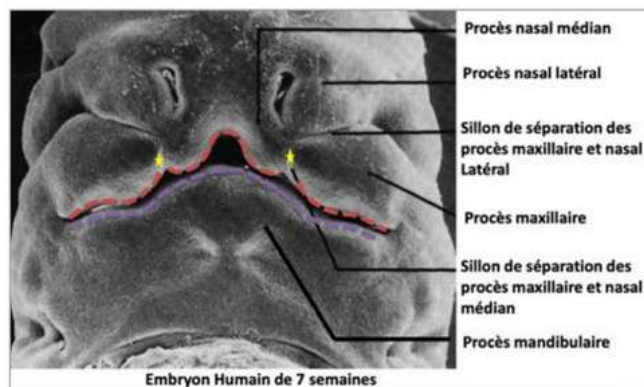 Procès nasal médian
Procès nasal latéral
Sillon de séparation des
procès maxillaire et nasal
Latéral
Procès maxillaire
Sillon de séparation des
procès maxillaire et nasal
médian
Procès mandibulaire
Embryon Humain de 7 semaines